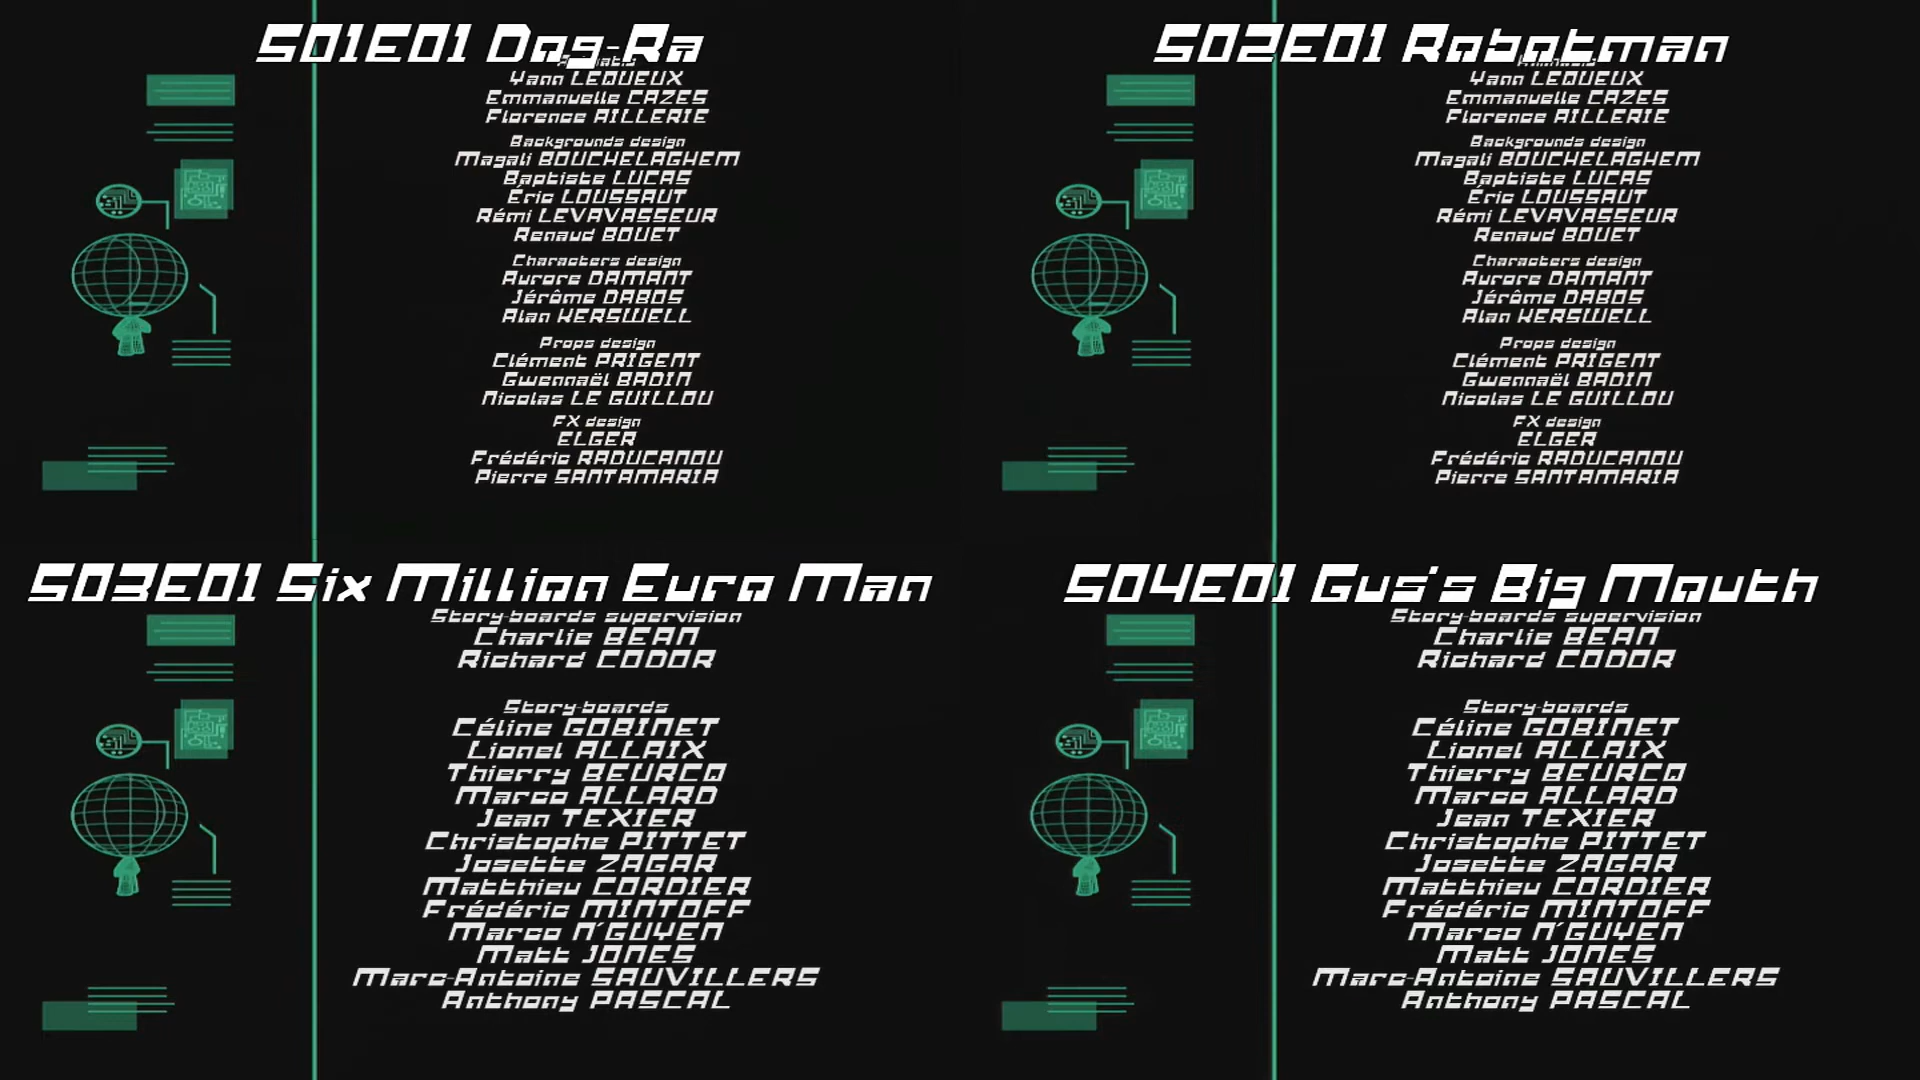 S01E01 Dog-Ra
Animatic
Yann LEQUEUX
Emmanuelle CAZES
Florence AILLERIE
Backgrounds design
Magali BOUCHELAGHEM
Baptiste LUCAS
Éric LOUSSAUT
Rémi LEVAVASSEUR
Renaud BOUET
Characters design
Aurore DAMANT
Jérôme DABOS
Alan KERSWELL
Props design
Clément PRIGENT
Gwennaël BADIN
Nicolas LE GUILLOU
FX design
ELGER
Frédéric RADUCANOU
Pierre SANTAMARIA
S02E01 Robotman
Yann LEQUEUX
Emmanuelle CAZES
Florence AILLERIE
Backgrounds design
Magali BOUCHELAGHEM
Baptiste LUCAS
Éric LOUSSAUT
Rémi LEVAVASSEUR
Renaud BOUET
Characters design
Aurore DAMANT
Jérôme DABOS
Alan KERSWELL
Props design
Clément PRIGENT
Gwennaël BADIN
Nicolas LE GUILLOU
FX design
ELGER
Frédéric RADUCANOU
Pierre SANTAMARIA
S03E01 Six Million Euro Man
Story-boards supervision
Charlie BEAN
Richard CODOR
Story-boards
Céline GOBINET
Lionel ALLAIX
Thierry BEURCQ
Marco ALLARD
Jean TEXIER
Christophe PITTET
Josette ZAGAR
Matthieu CORDIER
Frédéric MINTOFF
Marco N'GUYEN
Matt JONES
Marc-Antoine SAUVILLERS
Anthony PASCAL
S04E01 Gus's Big Mouth
Story-boards supervision
Charlie BEAN
Richard CODOR
Story-boards
Céline GOBINET
Lionel ALLAIX
Thierry BEURCQ
Marco ALLARD
Jean TEXIER
Christophe PITTET
Josette ZAGAR
Matthieu CORDIER
Frédéric MINTOFF
Marco N'GUYEN
Matt JONES
Marc-Antoine SAUVILLERS
Anthony PASCAL